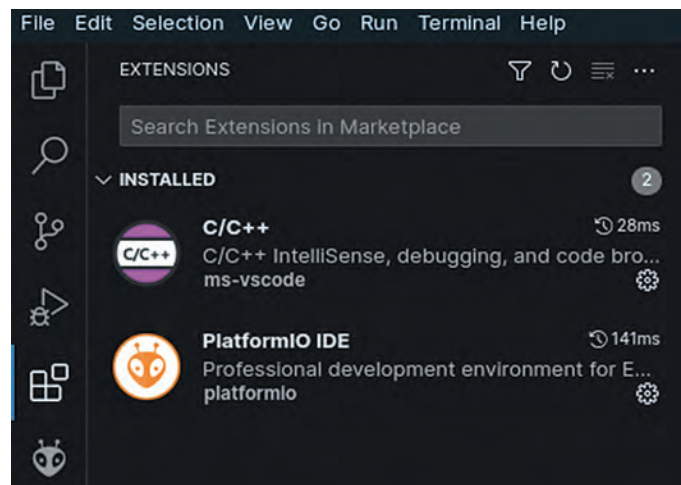 File Edit Selection View Go Run Terminal Help
EXTENSIONS
Search Extensions in Marketplace
INSTALLED 2
C/C++ 28ms
C/C++ C/C++ IntelliSense, debugging, and code bro...
ms-vscode
PlatformIO IDE 141ms
Professional development environment for E...
platformio